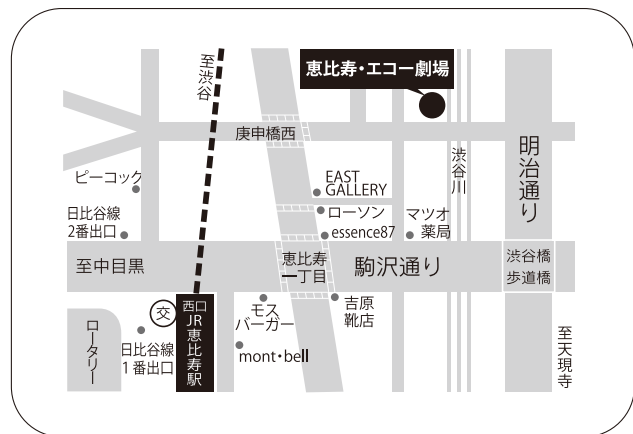 至渋谷
恵比寿・エコー劇場
庚申橋西
渋谷川
明治通り
ピーコック
EAST
GALLERY
ローソン
日比谷線
2番出口
essence87
マツオ
薬局
至中目黒
恵比寿
一丁目
駒沢通り
渋谷橋
歩道橋
交
西口
JR恵比寿駅
モス
バーガー
吉原
靴店
ロータリー
日比谷線
1番出口
mont・bell
至天現寺